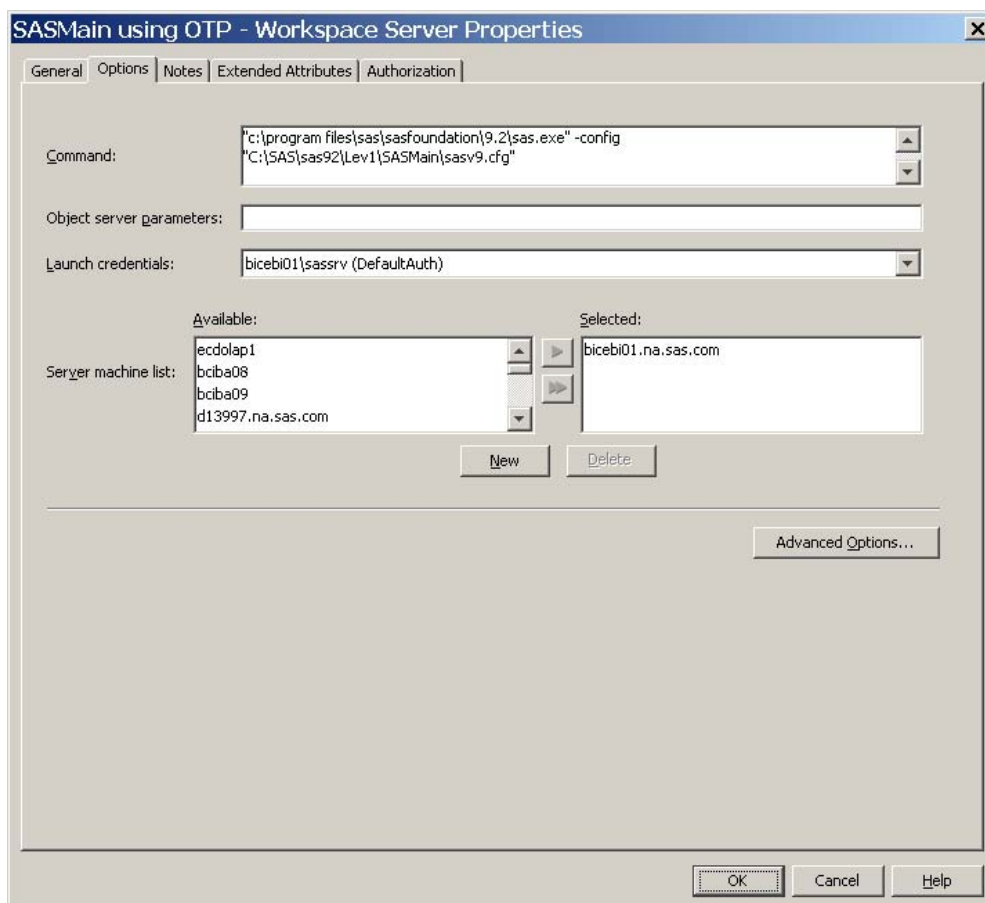 SASMain using OTP - Workspace Server Properties
General Options Notes Extended Attributes Authorization
Command:
"c:\program files\sas\sasfoundation\9.2\sas.exe" -config
"C:\SAS\sas92\Lev1\SASMain\sasv9.cfg"
Object server parameters:
Launch credentials:
bicebi01\sassrv (DefaultAuth)
Available:
Selected:
Server machine list:
ecdolap1
bciba08
bciba09
d13997.na.sas.com
bicebi01.na.sas.com
New
Delete
Advanced Options...
OK
Cancel
Help